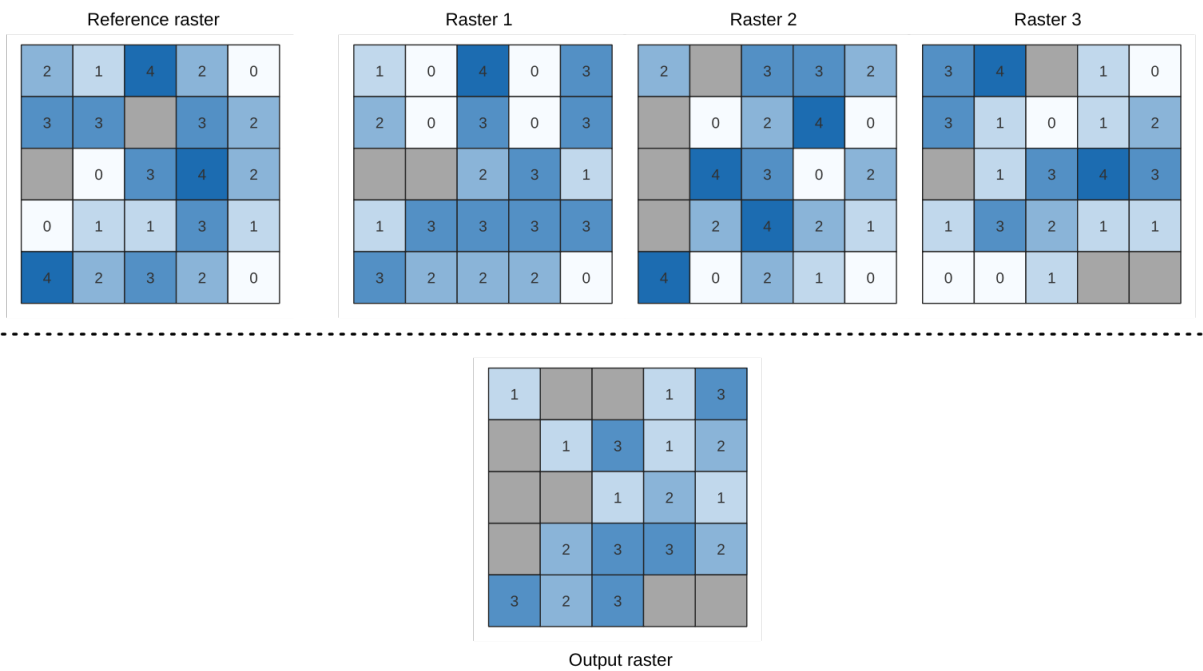 Reference raster Raster 1 Raster 2 Raster 3
2 1 4 2 0 1 0 4 0 3 2 3 3 2 3 4 1 0
3 3 3 2 2 0 3 0 3 0 2 4 0 3 1 0 1 2
0 3 4 2 2 3 1 4 3 0 2 1 3 4 3
0 1 1 3 1 1 3 3 3 3 2 4 2 1 1 3 2 1 1
4 2 3 2 0 3 2 2 2 0 4 0 2 1 0 0 0 1
1 1 3
1 3 1 2
1 2 1
2 3 3 2
3 2 3
Output raster